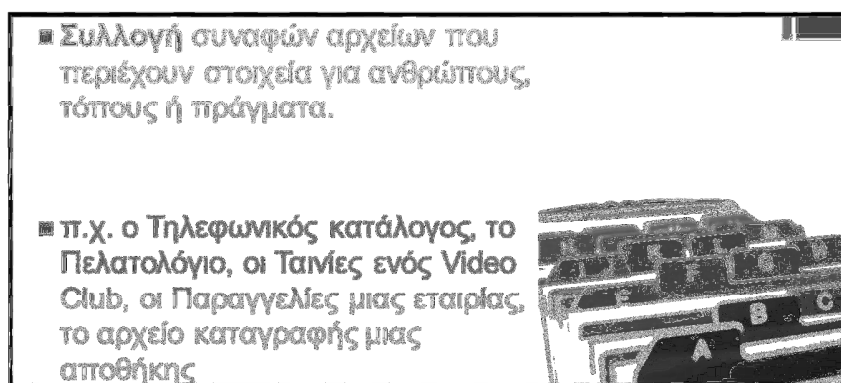 ▪ Συλλογή συναφών αρχείων που
περιέχουν στοιχεία για ανθρώπους,
τόπους ή πράγματα.
▪ π.χ. ο Τηλεφωνικός κατάλογος, το
Πελατολόγιο, οι Ταινίες ενός Video
Club, οι Παραγγελίες μιας εταιρίας,
το αρχείο καταγραφής μιας
αποθήκης
F
B
C
A